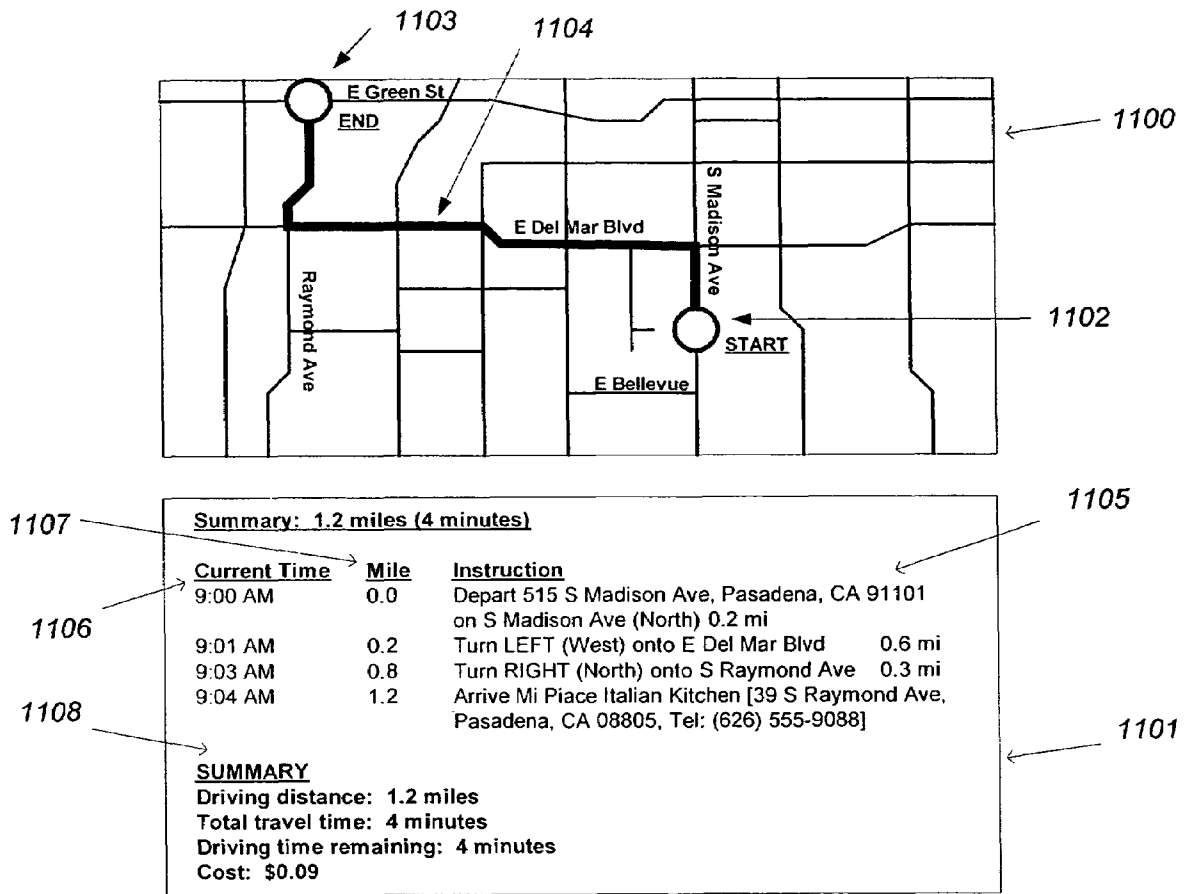 1103
1104
E Green St
END
1100
S Madison Ave
E Del Mar Blvd
Raymond Ave
1102
START
E Bellevue
1107
Summary: 1.2 miles (4 minutes)
1105
Current Time Mile Instruction
9:00 AM 0.0 Depart 515 S Madison Ave, Pasadena, CA 91101
on S Madison Ave (North) 0.2 mi
1106
9:01 AM 0.2 Turn LEFT (West) onto E Del Mar Blvd 0.6 mi
9:03 AM 0.8 Turn RIGHT (North) onto S Raymond Ave 0.3 mi
9:04 AM 1.2 Arrive Mi Piace Italian Kitchen [39 S Raymond Ave,
Pasadena, CA 08805, Tel: (626) 555-9088]
1108
1101
SUMMARY
Driving distance: 1.2 miles
Total travel time: 4 minutes
Driving time remaining: 4 minutes
Cost: $0.09